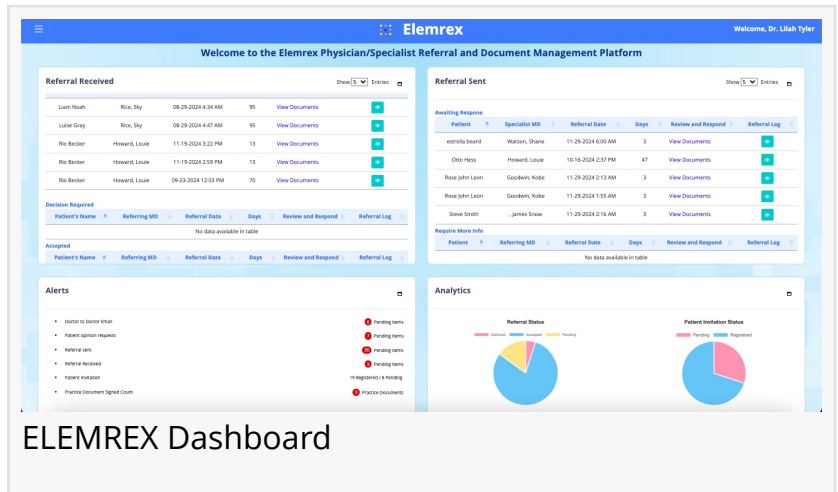 Elemrex
Welcome, Dr. Lilah Tyler
Welcome to the Elemrex Physician/Specialist Referral and Document Management Platform
Referral Received
Show 5 Entries
Liam Noah Rice, Sky 08-29-2024 4:34 AM 95 View Documents
Luise Gray Rice, Sky 08-29-2024 4:47 AM 95 View Documents
Rio Becker Howard, Louie 11-19-2024 3:22 PM 13 View Documents
Rio Becker Howard, Louie 11-19-2024 2:59 PM 13 View Documents
Rio Becker Howard, Louie 09-23-2024 12:03 PM 70 View Documents
Decision Required
Patient's Name Referring MD Referral Date Days Review and Respond Referral Log
No data available in table
Accepted
Patient's Name Referring MD Referral Date Days Review and Respond Referral Log
Referral Sent
Show 5 Entries
Awaiting Respone
Patient Specialist MD Referral Date Days Review and Respond Referral Log
estrella beard Watson, Shane 11-29-2024 6:00 AM 3 View Documents
Otto Hess Howard, Louie 10-16-2024 2:37 PM 47 View Documents
Rose John Leon Goodwin, Kobe 11-29-2024 2:13 AM 3 View Documents
Rose John Leon Goodwin, Kobe 11-29-2024 1:55 AM 3 View Documents
Steve Smith , James Snow 11-29-2024 2:16 AM 3 View Documents
Require More Info
Patient Referring MD Referral Date Days Review and Respond Referral Log
No data available in table
Alerts
Doctor to Doctor Email Pending items
Patient opinion requests 7 Pending items
Referral sent Pending items
Referral Received Pending items
Patient Invitation 19 Registered / 8 Pending
Practice Document Signed Count Practice Documents
Analytics
Referral Status
Declined Accepted Pending
Patient Invitation Status
Pending Registered
ELEMREX Dashboard